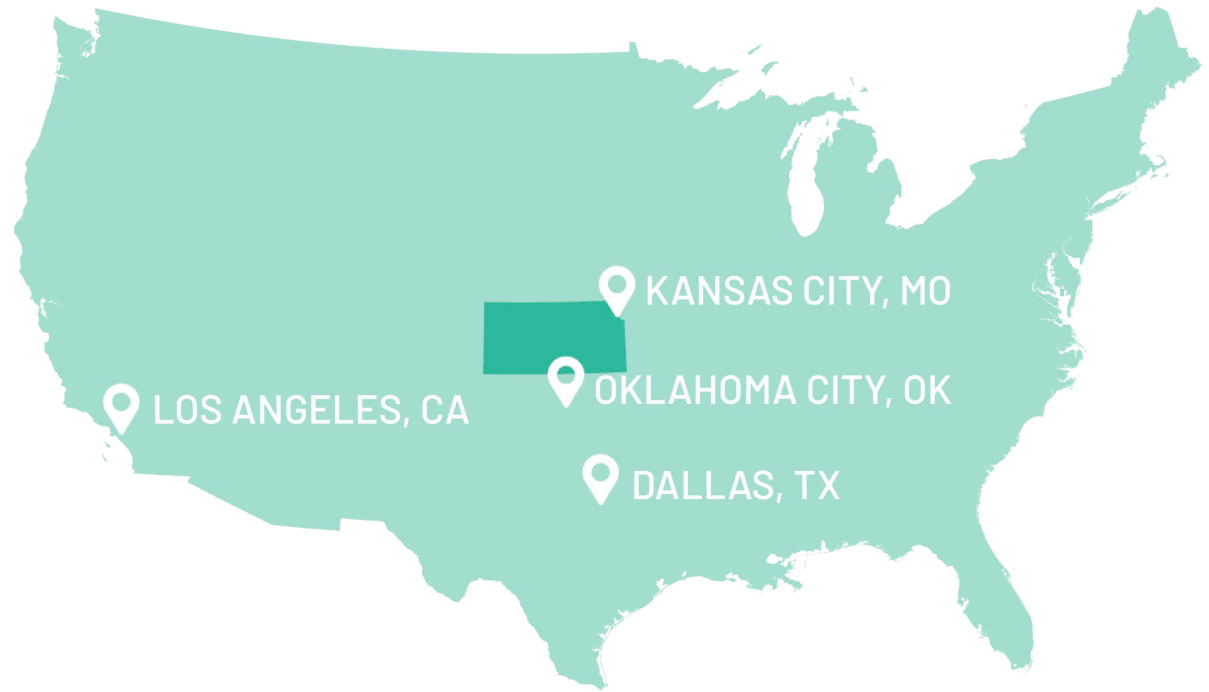 KANSAS CITY, MO
OKLAHOMA CITY, OK
LOS ANGELES, CA
DALLAS, TX